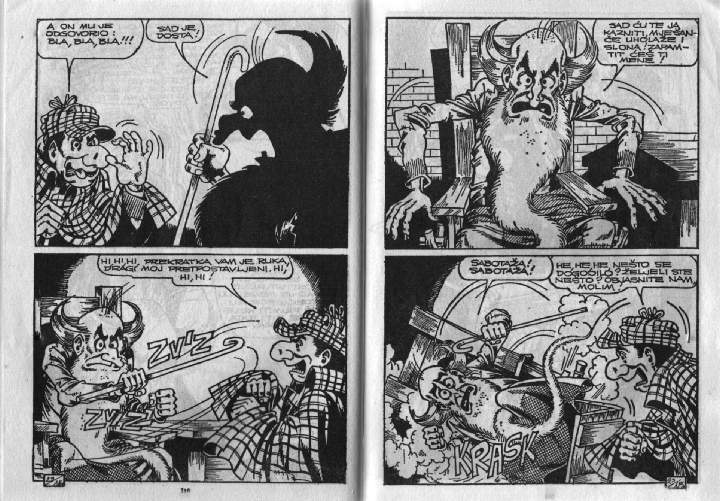 A ON MU JE
ODGOVORIO:
BLA, BLA, BLA.!!!
SAD JE
DOSTA!
HI HI HI, PREKRATKA VAM JE RUKA,
DRAGI MOJ PRETPOSTAVLJENI. HI,
HI, HI!
ZVIZ
ZVIZZ
SAD ĆU TE JA
KAZNITI, MJEŠAN-
ČE UHOLAŽE I
SLONA! ZAPAM-
TIT ĆEŠ TI
MENE!
SABOTAŽA!
SABOTAŽA!
HE, HE, HE, NEŠTO SE
DOGODILO? ŽELJELI STE
NEŠTO? OBJASNITE NAM,
MOLIM!
KRASK